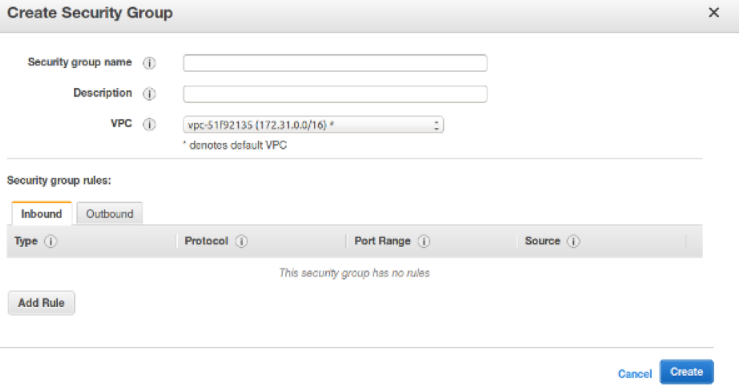 Create Security Group
Security group name
Description
VPC vpc-51f92135 (172.31.0.0/16) *
* denotes default VPC
Security group rules:
Inbound Outbound
Type Protocol Port Range Source
This security group has no rules
Add Rule
Cancel Create